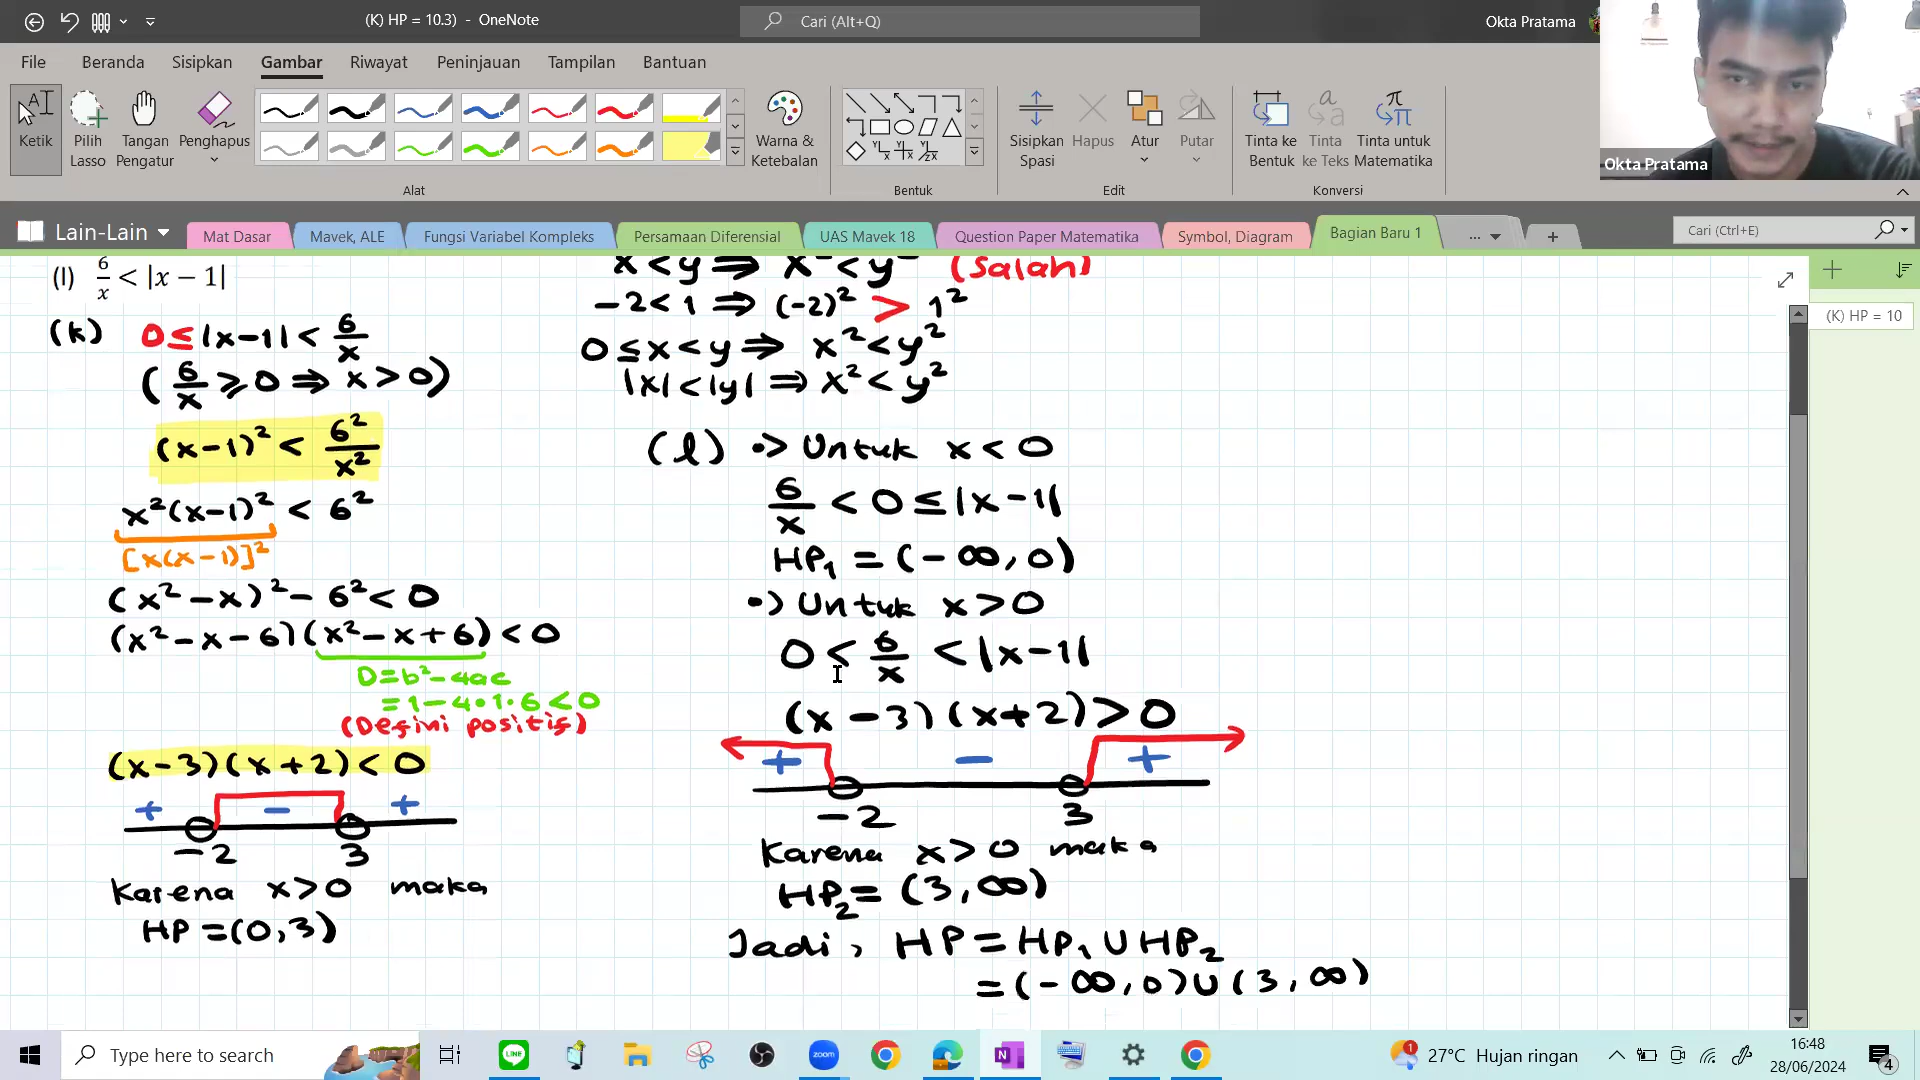 (K) HP = 10.3) - OneNote
Cari (Alt+Q)
Okta Pratama
File Beranda Sisipkan Gambar Riwayat Peninjauan Tampilan Bantuan
Ketik
Pilih Lasso
Tangan Pengatur
Penghapus
Warna & Ketebalan
Sisipkan Spasi
Hapus
Atur
Putar
Tinta ke Bentuk
Tinta ke Teks
Tinta untuk Matematika
Alat Bentuk Edit Konversi
Okta Pratama
Lain-Lain
Mat Dasar Mavek, ALE Fungsi Variabel Kompleks Persamaan Diferensial UAS Mavek 18 Question Paper Matematika Symbol, Diagram Bagian Baru 1 ... +
Cari (Ctrl+E)
(K) HP = 10
(l) 6/x < |x − 1|
(k) 0 ≤ |x−1| < 6/x
(6/x ≥ 0 ⇒ x > 0)
(x−1)² < 6²/x²
x²(x−1)² < 6²
[x(x−1)]²
(x²−x)² − 6² < 0
(x²−x−6)(x²−x+6) < 0
D = b²−4ac
= 1−4•1•6 < 0
(Defini positif)
(x−3)(x+2) < 0
+ − +
−2 3
Karena x > 0 maka
HP = (0,3)
x < y ⇒ x² < y² (Salah)
−2 < 1 ⇒ (−2)² > 1²
0 ≤ x < y ⇒ x² < y²
|x| < |y| ⇒ x² < y²
(l) •> Untuk x < 0
6/x < 0 ≤ |x−1|
HP₁ = (−∞, 0)
•) Untuk x > 0
0 < 6/x < |x−1|
(x−3)(x+2) > 0
+ − +
−2 3
Karena x > 0 maka
HP₂ = (3, ∞)
Jadi, HP = HP₁ ∪ HP₂
= (−∞, 0) ∪ (3, ∞)
Type here to search
LINE
zoom
27°C Hujan ringan
16:48
28/06/2024
4
1